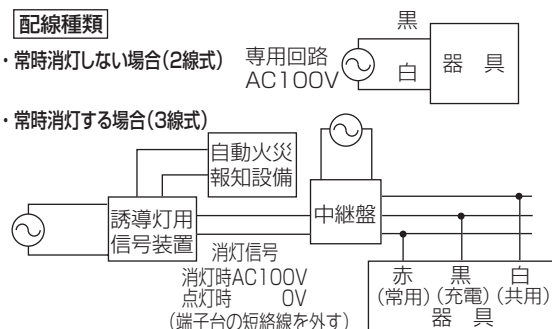 配線種類
・常時消灯しない場合(2線式)
専用回路
AC100V
黒
白
器 具
・常時消灯する場合(3線式)
自動火災
報知設備
誘導灯用
信号装置
中継盤
消灯信号
消灯時AC100V
点灯時 0V
(端子台の短絡線を外す)
赤 黒 白
(常用)(充電)(共用)
器 具